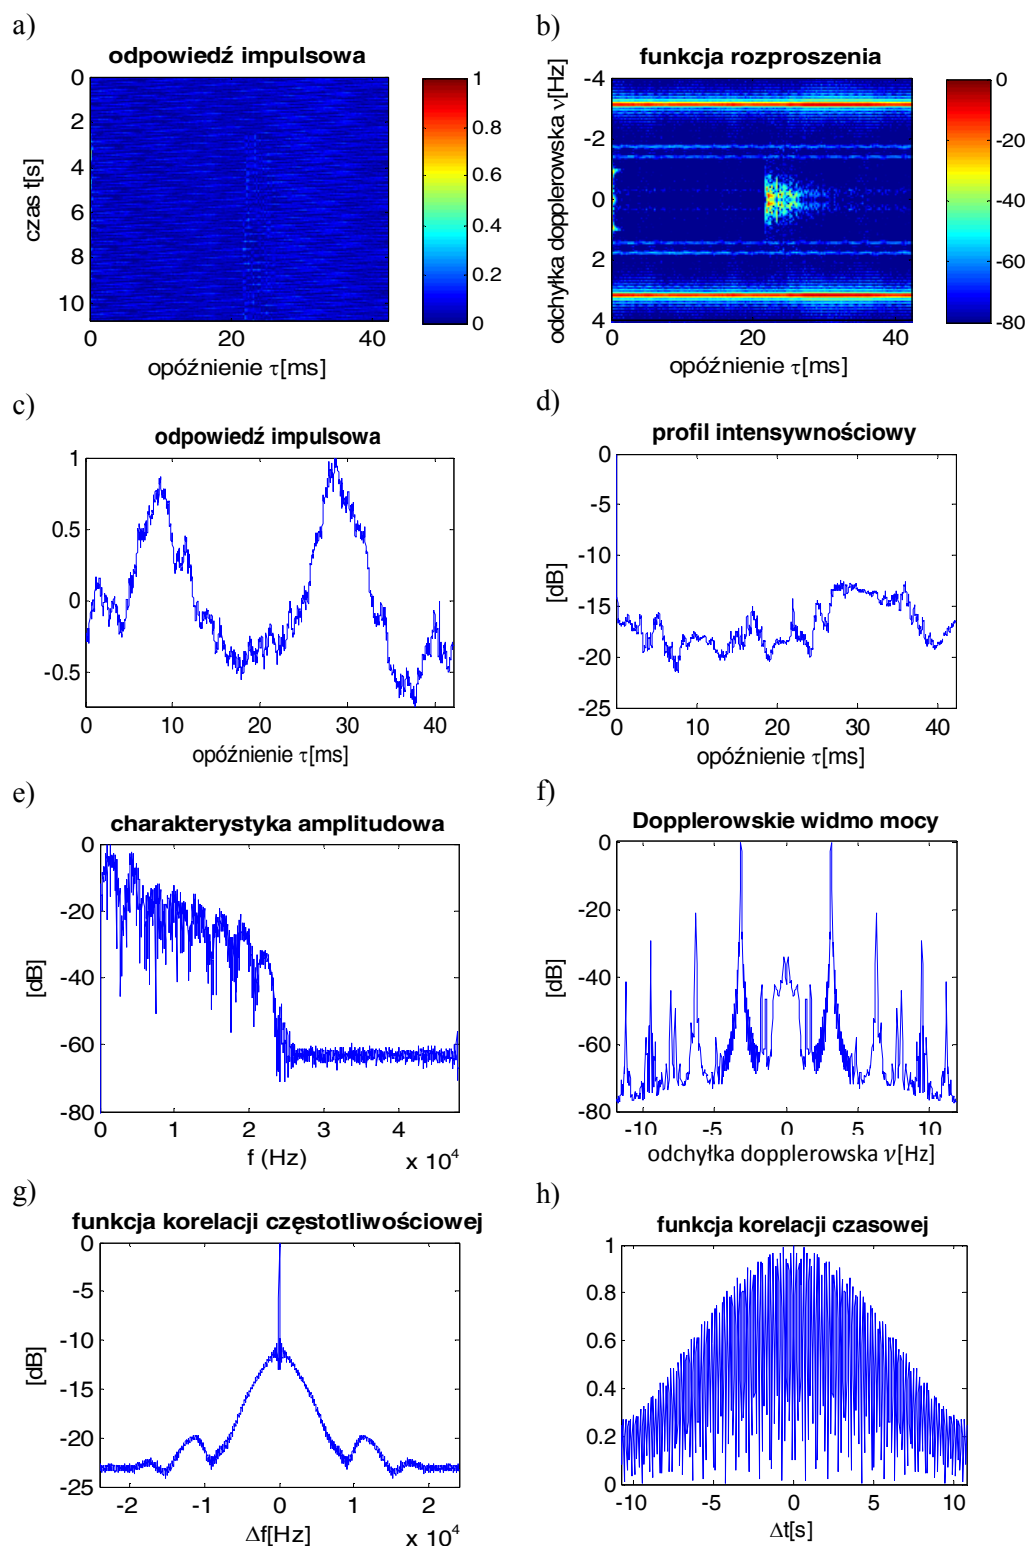 a)
odpowiedź impulsowa
czas t[s]
0
2
4
6
8
10
0 20 40
opóźnienie τ[ms]
1
0.8
0.6
0.4
0.2
0
b)
funkcja rozproszenia
odchyłka dopplerowska ν[Hz]
-4
-2
0
2
4
0 20 40
opóźnienie τ[ms]
0
-20
-40
-60
-80
c)
odpowiedź impulsowa
1
0.5
0
-0.5
0 10 20 30 40
opóźnienie τ[ms]
d)
profil intensywnościowy
[dB]
0
-5
-10
-15
-20
-25
0 10 20 30 40
opóźnienie τ[ms]
e)
charakterystyka amplitudowa
[dB]
0
-20
-40
-60
-80
0 1 2 3 4
f (Hz) x 10^4
f)
Dopplerowskie widmo mocy
[dB]
0
-20
-40
-60
-80
-10 -5 0 5 10
odchyłka dopplerowska ν[Hz]
g)
funkcja korelacji częstotliwościowej
[dB]
0
-5
-10
-15
-20
-25
-2 -1 0 1 2
Δf[Hz] x 10^4
h)
funkcja korelacji czasowej
1
0.8
0.6
0.4
0.2
0
-10 -5 0 5 10
Δt[s]